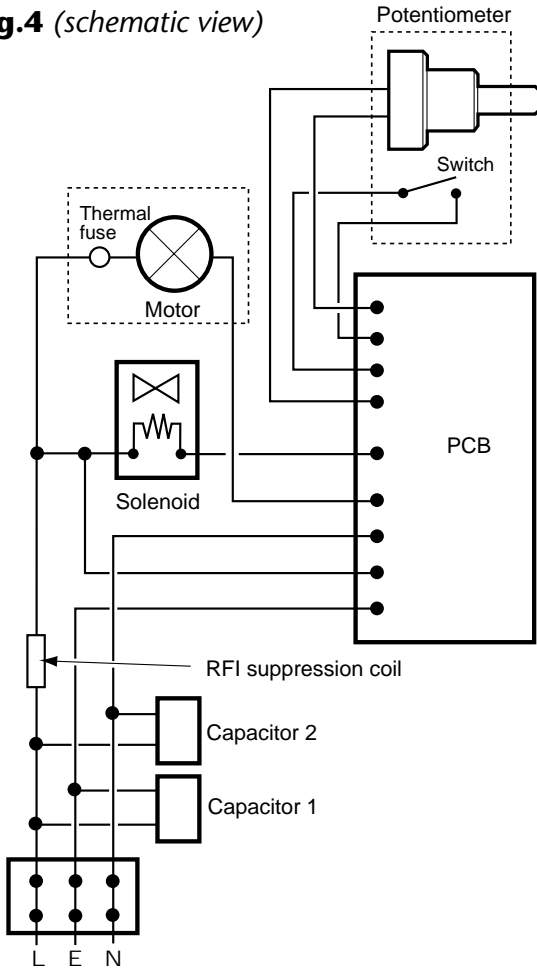 g.4 (schematic view)
Potentiometer
Switch
Thermal
fuse
Motor
PCB
Solenoid
RFI suppression coil
Capacitor 2
Capacitor 1
L E N